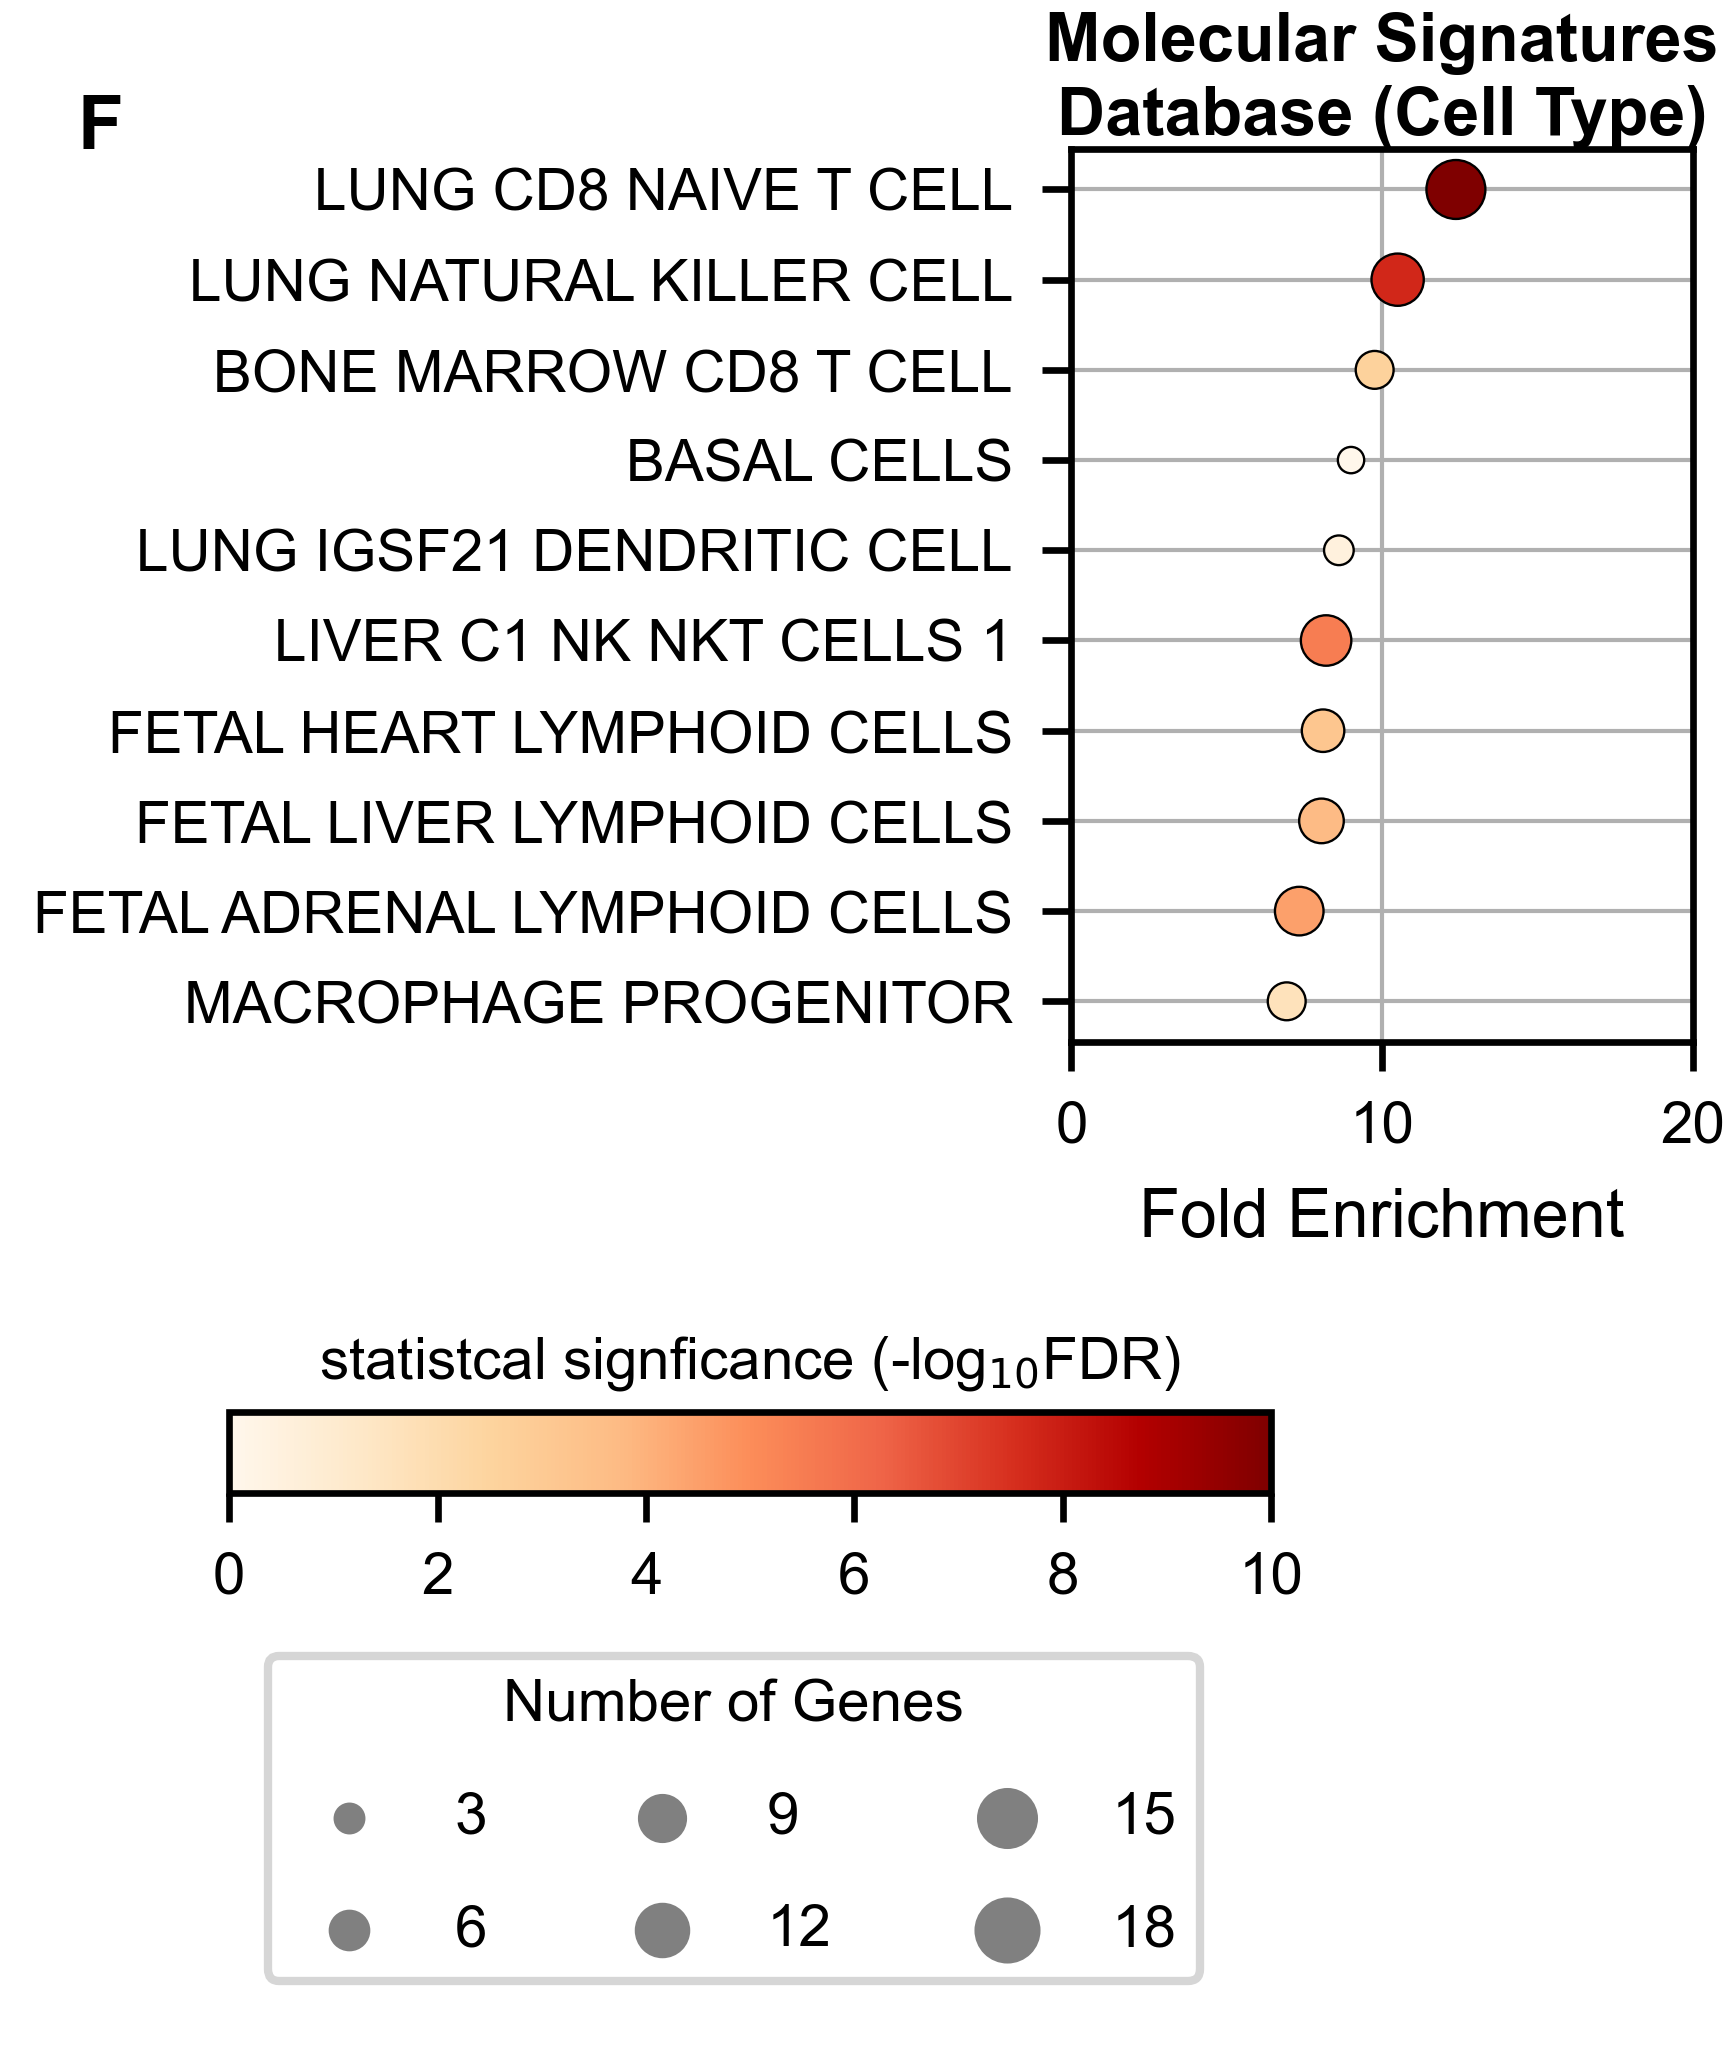 Molecular Signatures
Database (Cell Type)
F
LUNG CD8 NAIVE T CELL
LUNG NATURAL KILLER CELL
BONE MARROW CD8 T CELL
BASAL CELLS
LUNG IGSF21 DENDRITIC CELL
LIVER C1 NK NKT CELLS 1
FETAL HEART LYMPHOID CELLS
FETAL LIVER LYMPHOID CELLS
FETAL ADRENAL LYMPHOID CELLS
MACROPHAGE PROGENITOR
0 10 20
Fold Enrichment
statistcal signficance (-log₁₀FDR)
0 2 4 6 8 10
Number of Genes
3 9 15
6 12 18